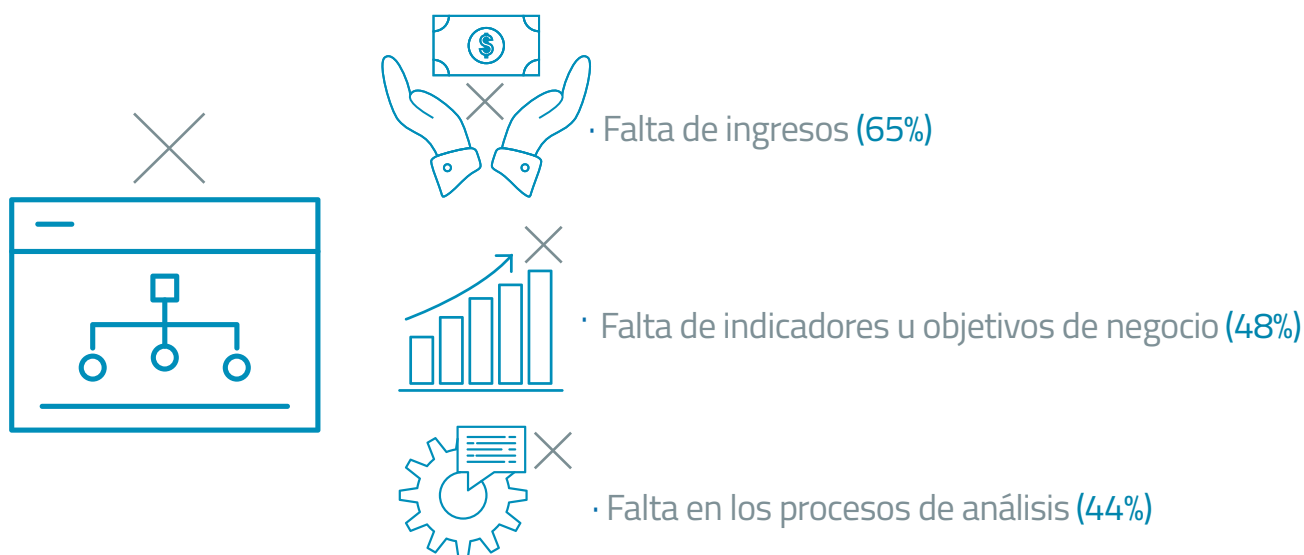 $
· Falta de ingresos (65%)
· Falta de indicadores u objetivos de negocio (48%)
· Falta en los procesos de análisis (44%)